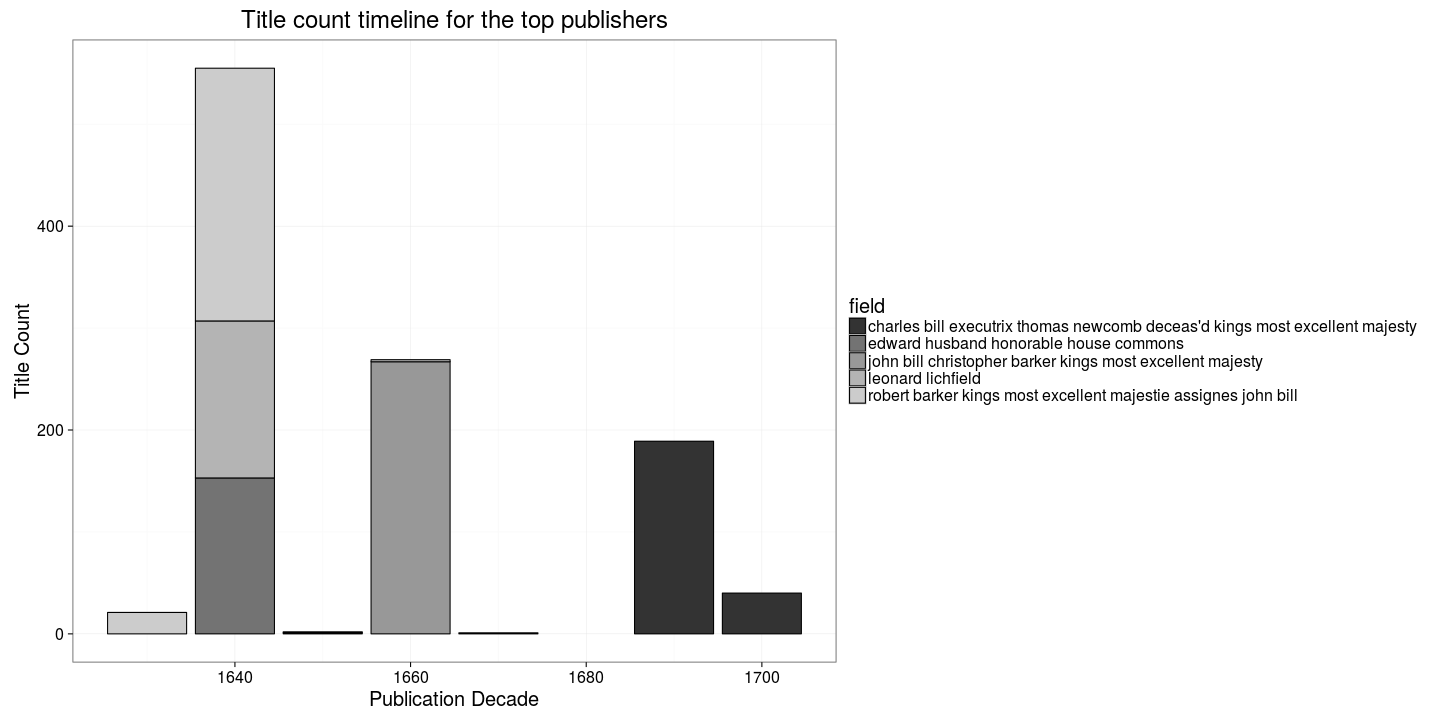 Title count timeline for the top publishers
Title Count
400
200
0
1640
1660
1680
1700
Publication Decade
field
charles bill executrix thomas newcomb deceas'd kings most excellent majesty
edward husband honorable house commons
john bill christopher barker kings most excellent majesty
leonard lichfield
robert barker kings most excellent majestie assignes john bill